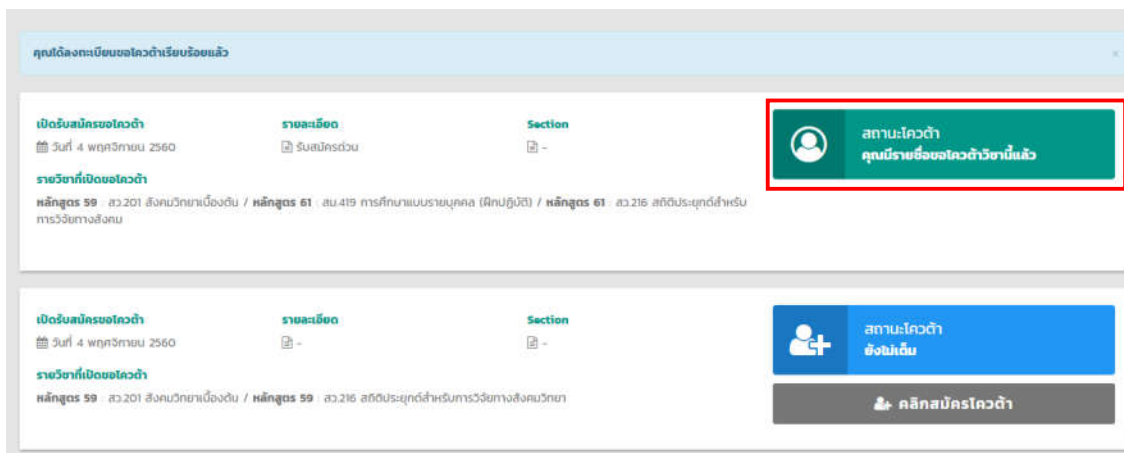 คุณได้ลงทะเบียนขอโควต้าเรียบร้อยแล้ว
×
เปิดรับสมัครขอโควต้า
วันที่ 4 พฤศจิกายน 2560
รายละเอียด
รับสมัครด่วน
Section
-
สถานะโควต้า
คุณมีรายชื่อขอโควต้าวิชานี้แล้ว
รายวิชาที่เปิดขอโควต้า
หลักสูตร 59 : สว.201 สังคมวิทยาเบื้องต้น / หลักสูตร 61 : สม.419 การศึกษาแบบรายบุคคล (ฝึกปฏิบัติ) / หลักสูตร 61 : สว.216 สถิติประยุกต์สำหรับ
การวิจัยทางสังคม
เปิดรับสมัครขอโควต้า
วันที่ 4 พฤศจิกายน 2560
รายละเอียด
-
Section
-
สถานะโควต้า
ยังไม่เต็ม
รายวิชาที่เปิดขอโควต้า
หลักสูตร 59 : สว.201 สังคมวิทยาเบื้องต้น / หลักสูตร 59 : สว.216 สถิติประยุกต์สำหรับการวิจัยทางสังคมวิทยา
คลิกสมัครโควต้า